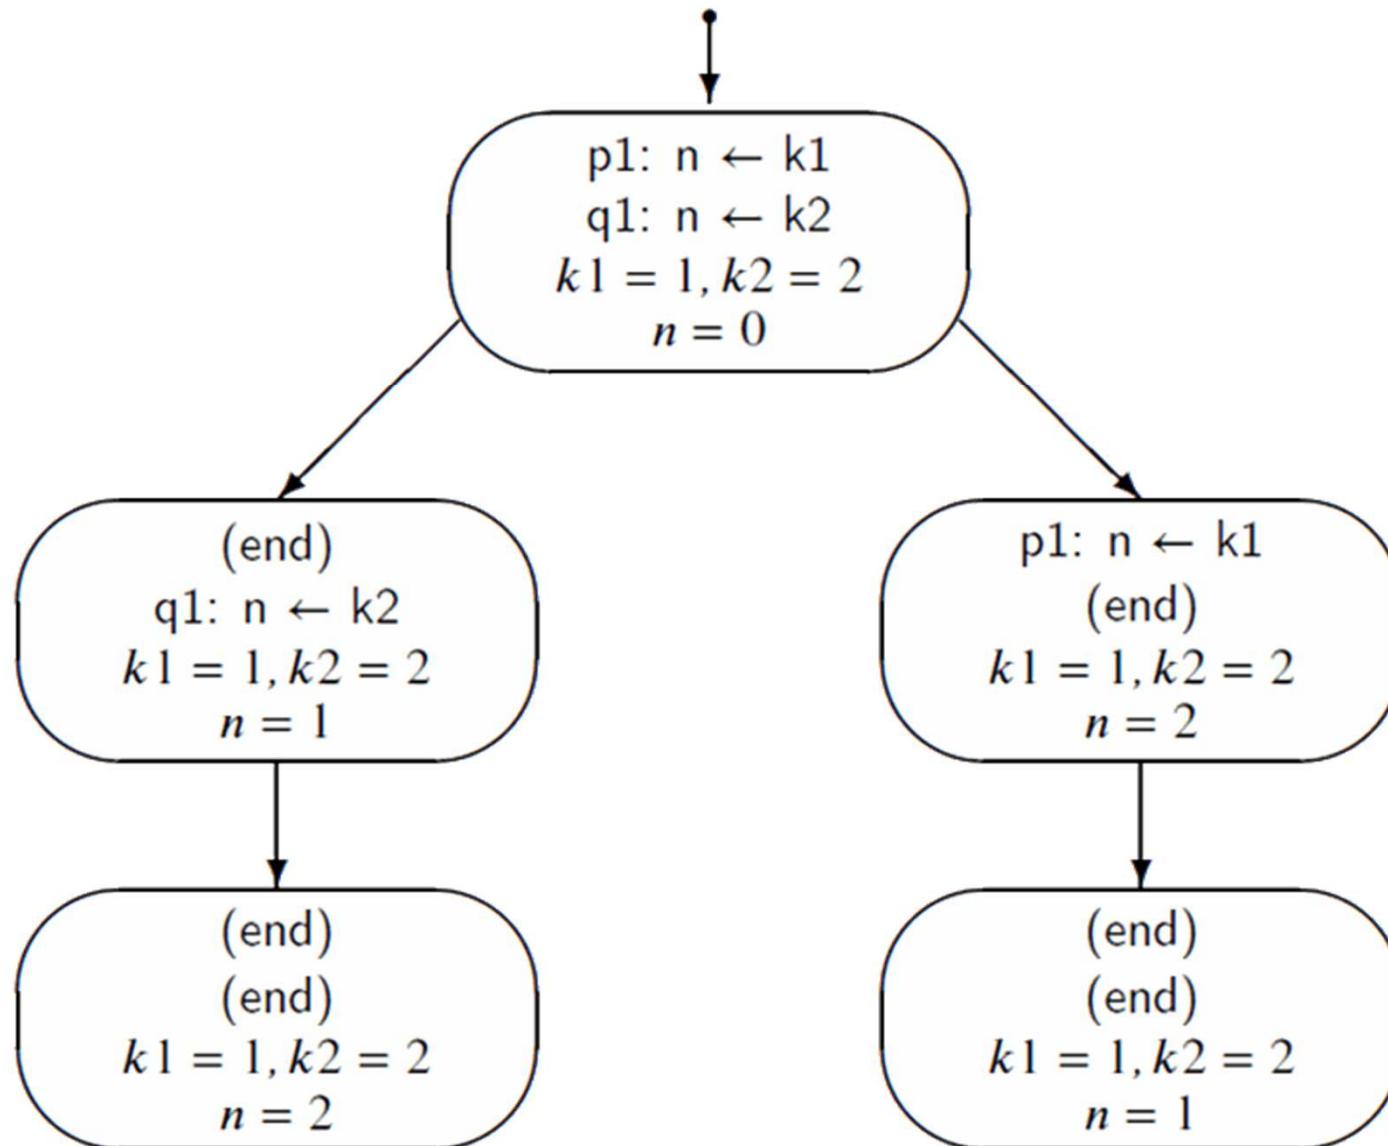 p1: n ← k1
q1: n ← k2
k1 = 1, k2 = 2
n = 0
(end)
q1: n ← k2
k1 = 1, k2 = 2
n = 1
p1: n ← k1
(end)
k1 = 1, k2 = 2
n = 2
(end)
(end)
k1 = 1, k2 = 2
n = 2
(end)
(end)
k1 = 1, k2 = 2
n = 1